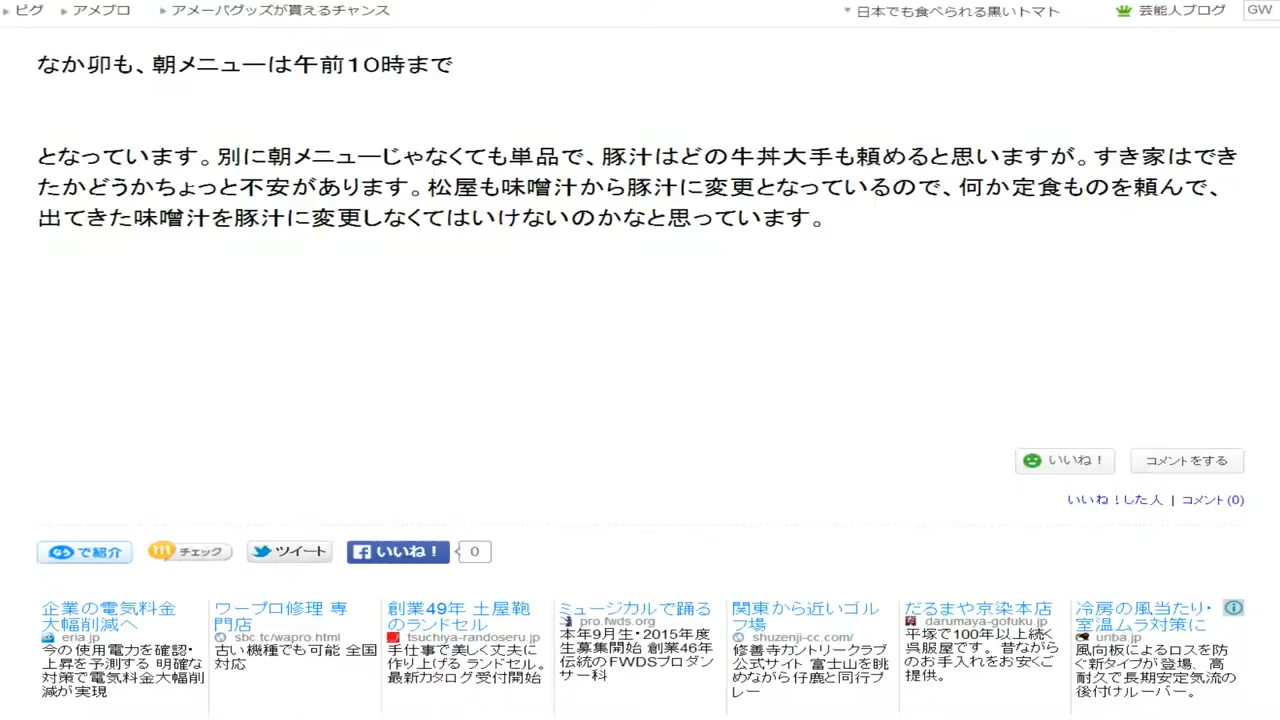 ピグ アメブロ アメーバグッズが買えるチャンス 日本でも食べられる黒いトマト 芸能人ブログ GW
なか卯も、朝メニューは午前10時まで
となっています。別に朝メニューじゃなくても単品で、豚汁はどの牛丼大手も頼めると思いますが。すき家はでき
たかどうかちょっと不安があります。松屋も味噌汁から豚汁に変更となっているので、何か定食ものを頼んで、
出てきた味噌汁を豚汁に変更しなくてはいけないのかなと思っています。
いいね！ コメントをする
いいね！した人 | コメント(0)
で紹介 チェック ツイート いいね！ 0
企業の電気料金
大幅削減へ
eria.jp
今の使用電力を確認・
上昇を予測する 明確な
対策で電気料金大幅削
減が実現
ワープロ修理 専
門店
sbc.tc/wapro.html
古い機種でも可能 全国
対応
創業49年 土屋鞄
のランドセル
tsuchiya-randoseru.jp
手仕事で美しく丈夫に
作り上げる ランドセル。
最新カタログ受付開始
ミュージカルで踊る
pro.fwds.org
本年9月生・2015年度
生募集開始 創業46年
伝統のFWDSプロダン
サー科
関東から近いゴル
フ場
shuzenji-cc.com/
修善寺カントリークラブ
公式サイト 富士山を眺
めながら仔鹿と同行プ
レー
だるまや京染本店
darumaya-gofuku.jp
平塚で100年以上続く
呉服屋です。昔ながら
のお手入れをお安くご
提供。
冷房の風当たり・
室温ムラ対策に
unba.jp
風向板によるロスを防
ぐ新タイプが登場、高
耐久で長期安定気流の
後付けルーバー。